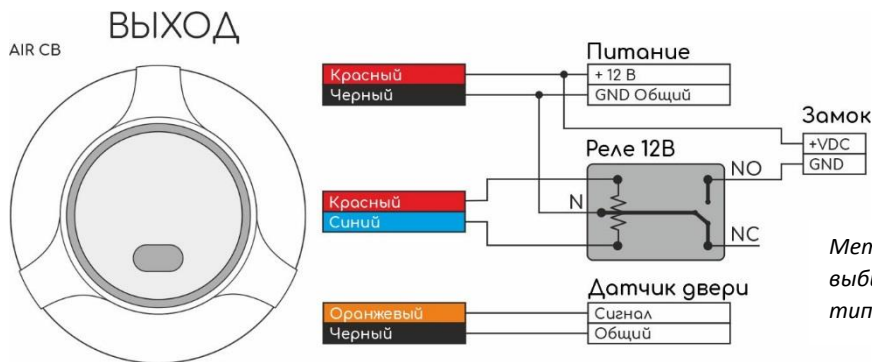 ВЫХОД
AIR CB
Питание
Красный
+ 12 В
Черный
GND Общий
Замок
+VDC
GND
Реле 12В
NO
Красный
N
Синий
NC
Датчик двери
Оранжевый
Сигнал
Черный
Общий